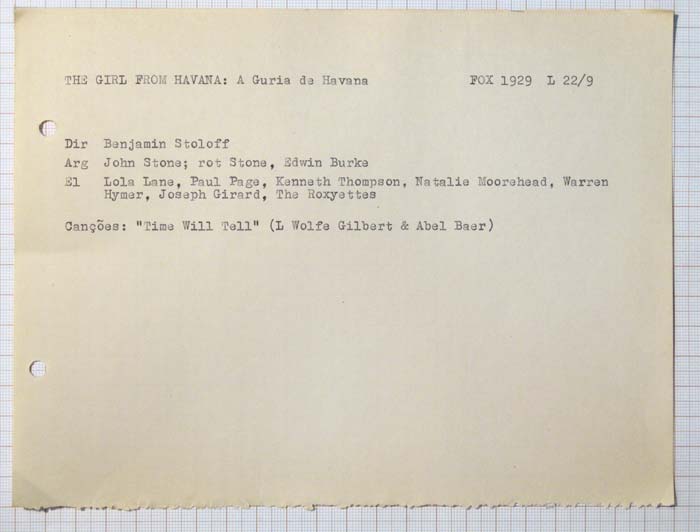 THE GIRL FROM HAVANA: A Guria de Havana FOX 1929 L 22/9
Dir Benjamin Stoloff
Arg John Stone; rot Stone, Edwin Burke
El Lola Lane, Paul Page, Kenneth Thompson, Natalie Moorehead, Warren
Hymer, Joseph Girard, The Roxyettes
Canções: "Time Will Tell" (L Wolfe Gilbert & Abel Baer)